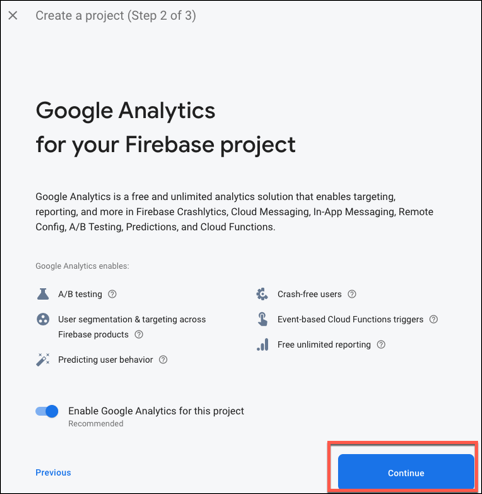 Create a project (Step 2 of 3)
Google Analytics
for your Firebase project
Google Analytics is a free and unlimited analytics solution that enables targeting,
reporting, and more in Firebase Crashlytics, Cloud Messaging, In-App Messaging, Remote
Config, A/B Testing, Predictions, and Cloud Functions.
Google Analytics enables:
A/B testing
Crash-free users
User segmentation & targeting across
Firebase products
Event-based Cloud Functions triggers
Predicting user behavior
Free unlimited reporting
Enable Google Analytics for this project
Recommended
Previous
Continue